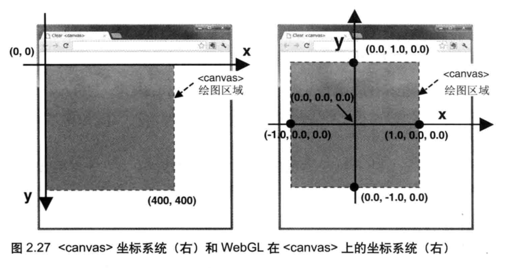 Clear <canvas>
(0, 0)
x
<canvas>
绘图区域
y
(400, 400)
Clear <canvas>
y
(0.0, 1.0, 0.0)
<canvas>
绘图区域
(0.0, 0.0, 0.0)
x
(-1.0, 0.0, 0.0)
(1.0, 0.0, 0.0)
(0.0, -1.0, 0.0)
图 2.27 <canvas> 坐标系统（右）和 WebGL 在 <canvas> 上的坐标系统（右）